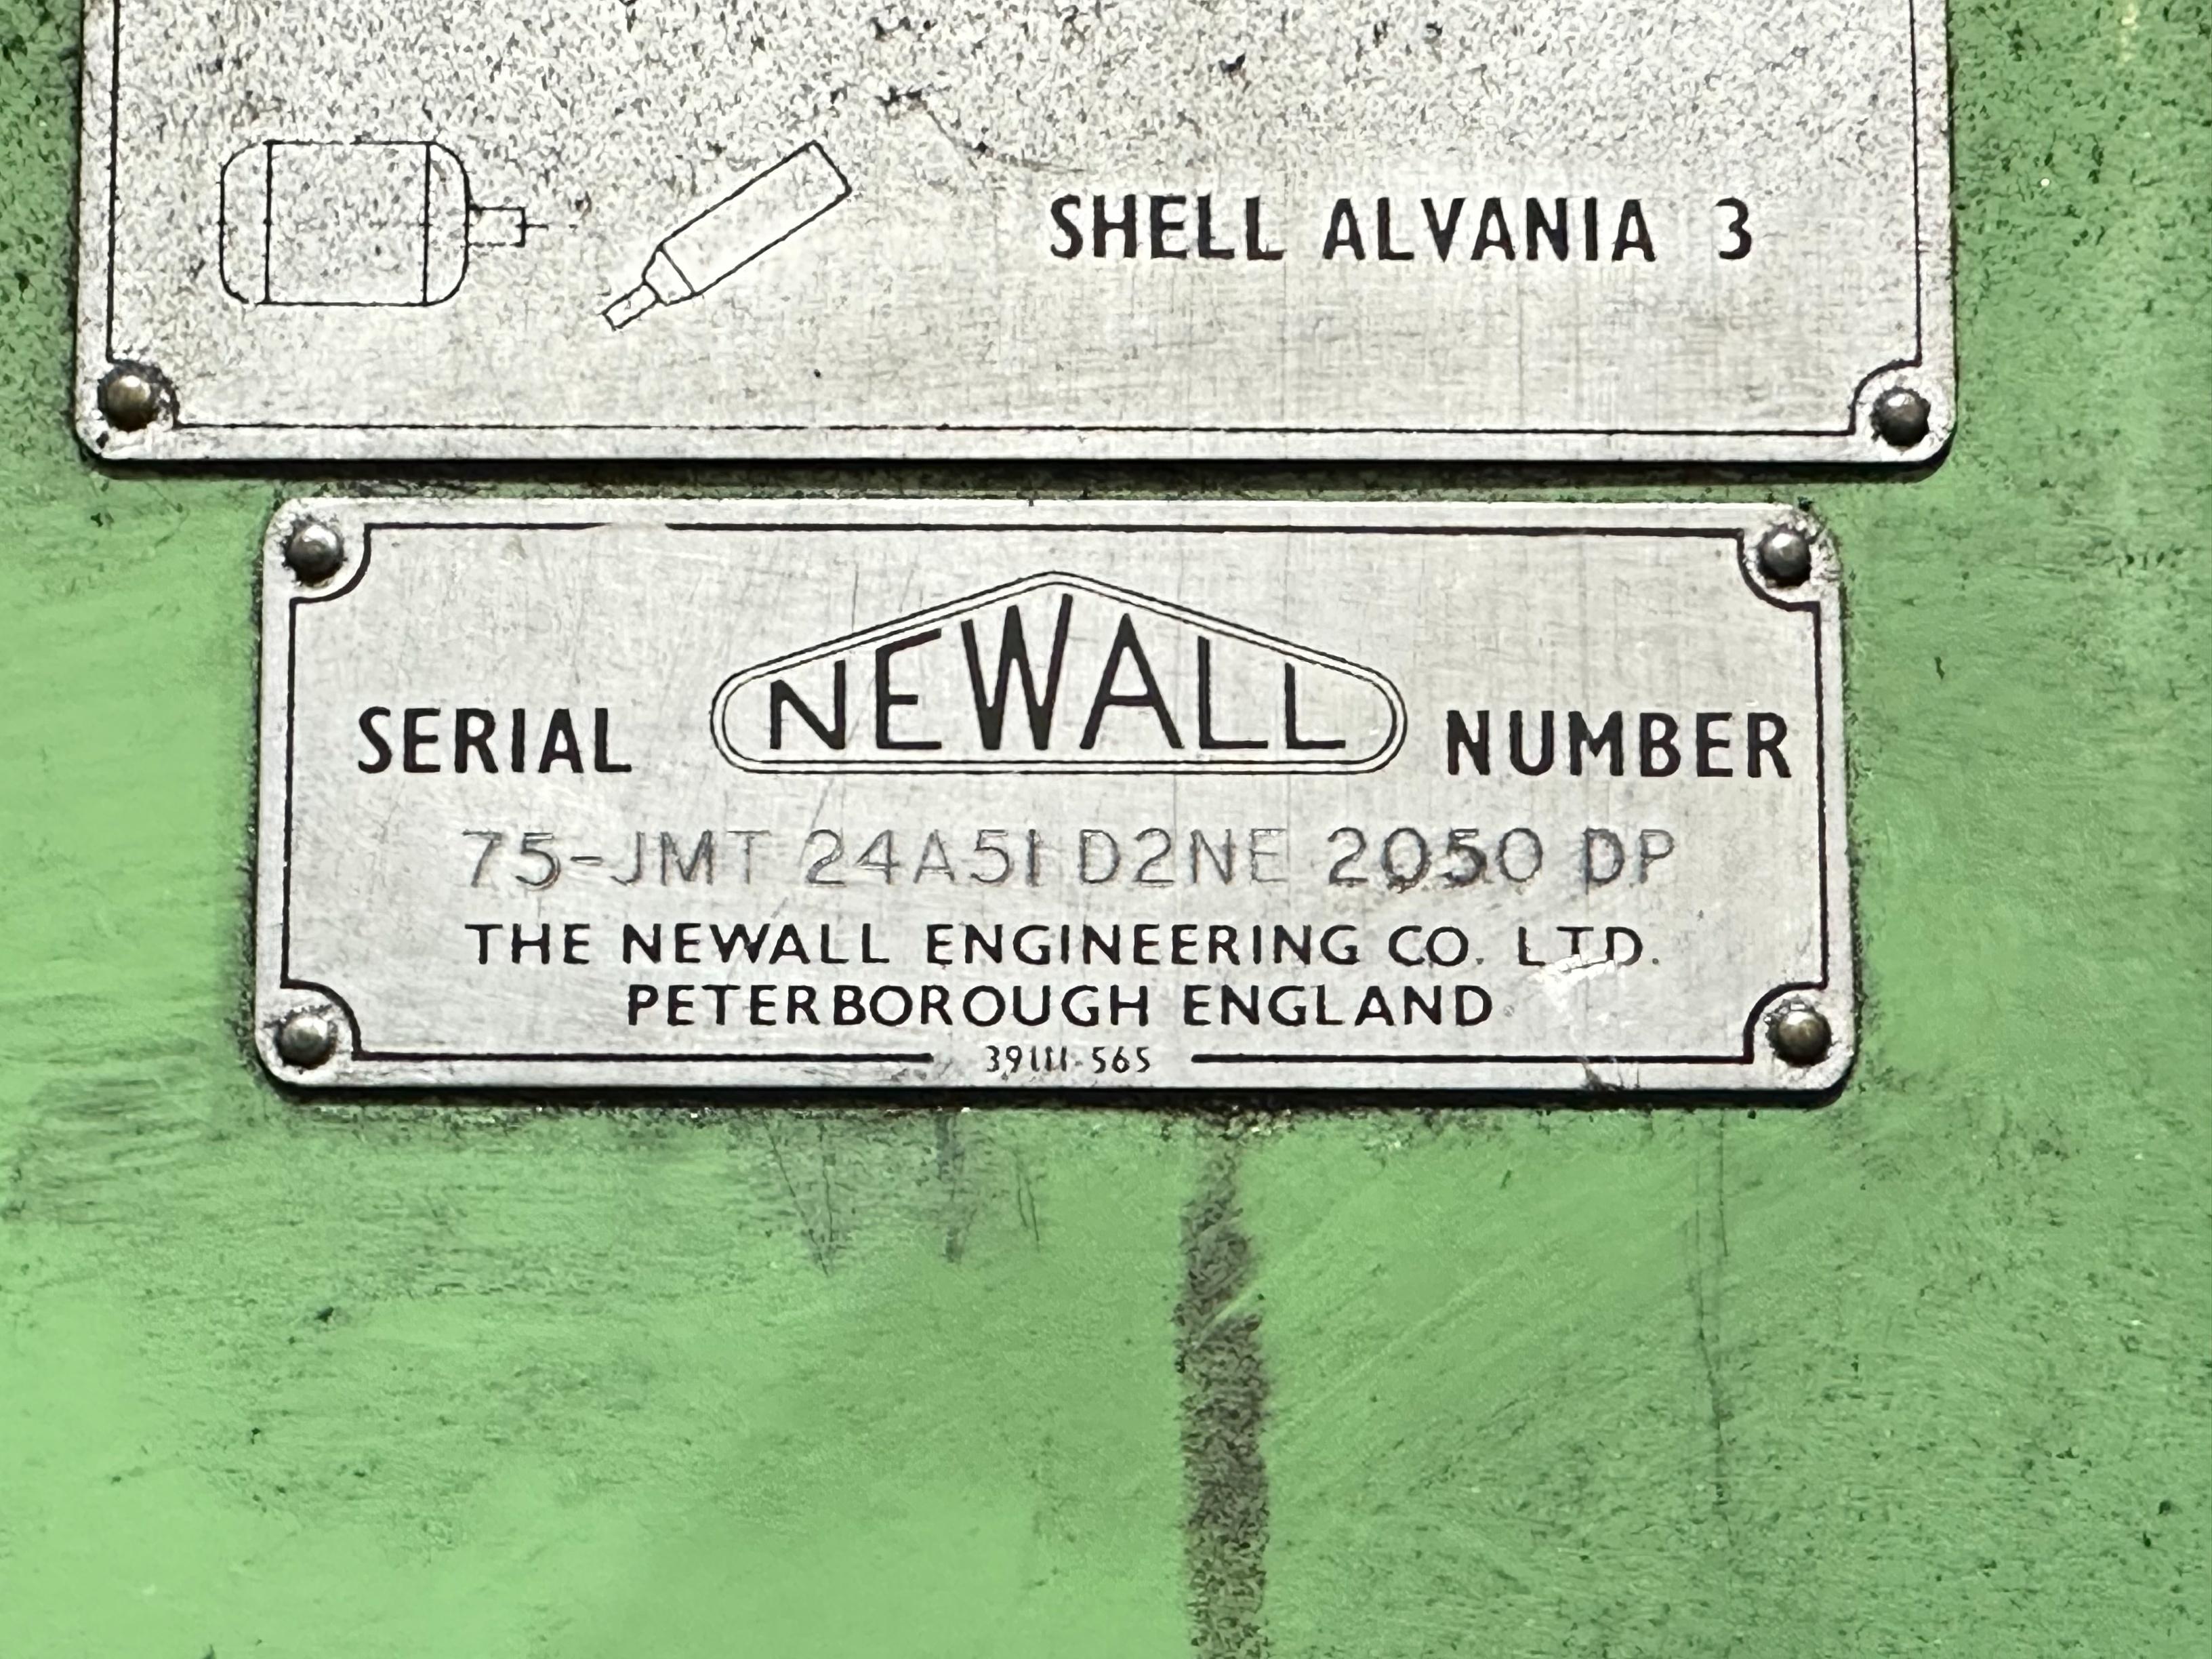 SHELL ALVANIA 3
SERIAL NEWALL NUMBER
75-JMT 24A51 D2NE 2050 DP
THE NEWALL ENGINEERING CO. LTD.
PETERBOROUGH ENGLAND
39111-565